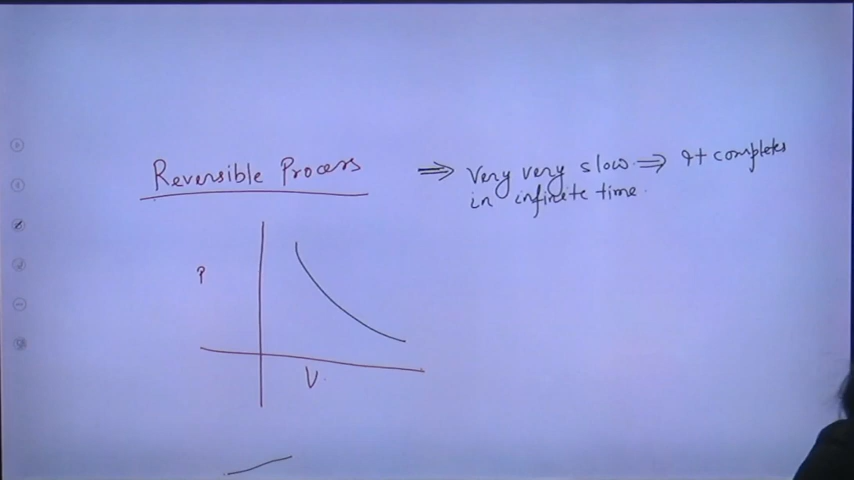 Reversible Process
⇒ Very very slow. ⇒ It completes
in infinite time.
P
V.